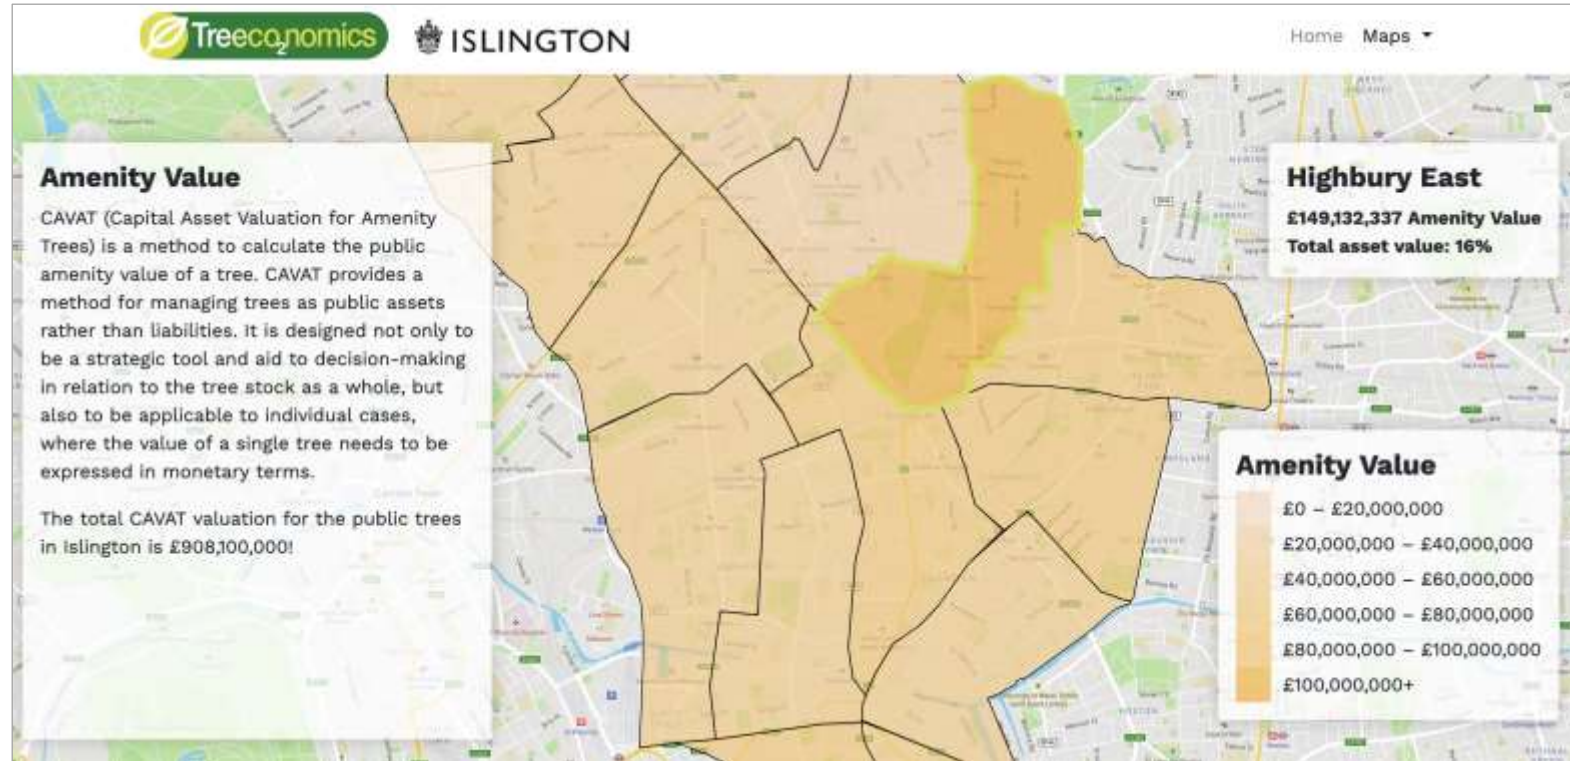 Treeco2nomics
ISLINGTON
Home Maps
Amenity Value
CAVAT (Capital Asset Valuation for Amenity
Trees) is a method to calculate the public
amenity value of a tree. CAVAT provides a
method for managing trees as public assets
rather than liabilities. It is designed not only to
be a strategic tool and aid to decision-making
in relation to the tree stock as a whole, but
also to be applicable to individual cases,
where the value of a single tree needs to be
expressed in monetary terms.
The total CAVAT valuation for the public trees
in Islington is £908,100,000!
Highbury East
£149,132,337 Amenity Value
Total asset value: 16%
Amenity Value
£0 – £20,000,000
£20,000,000 – £40,000,000
£40,000,000 – £60,000,000
£60,000,000 – £80,000,000
£80,000,000 – £100,000,000
£100,000,000+